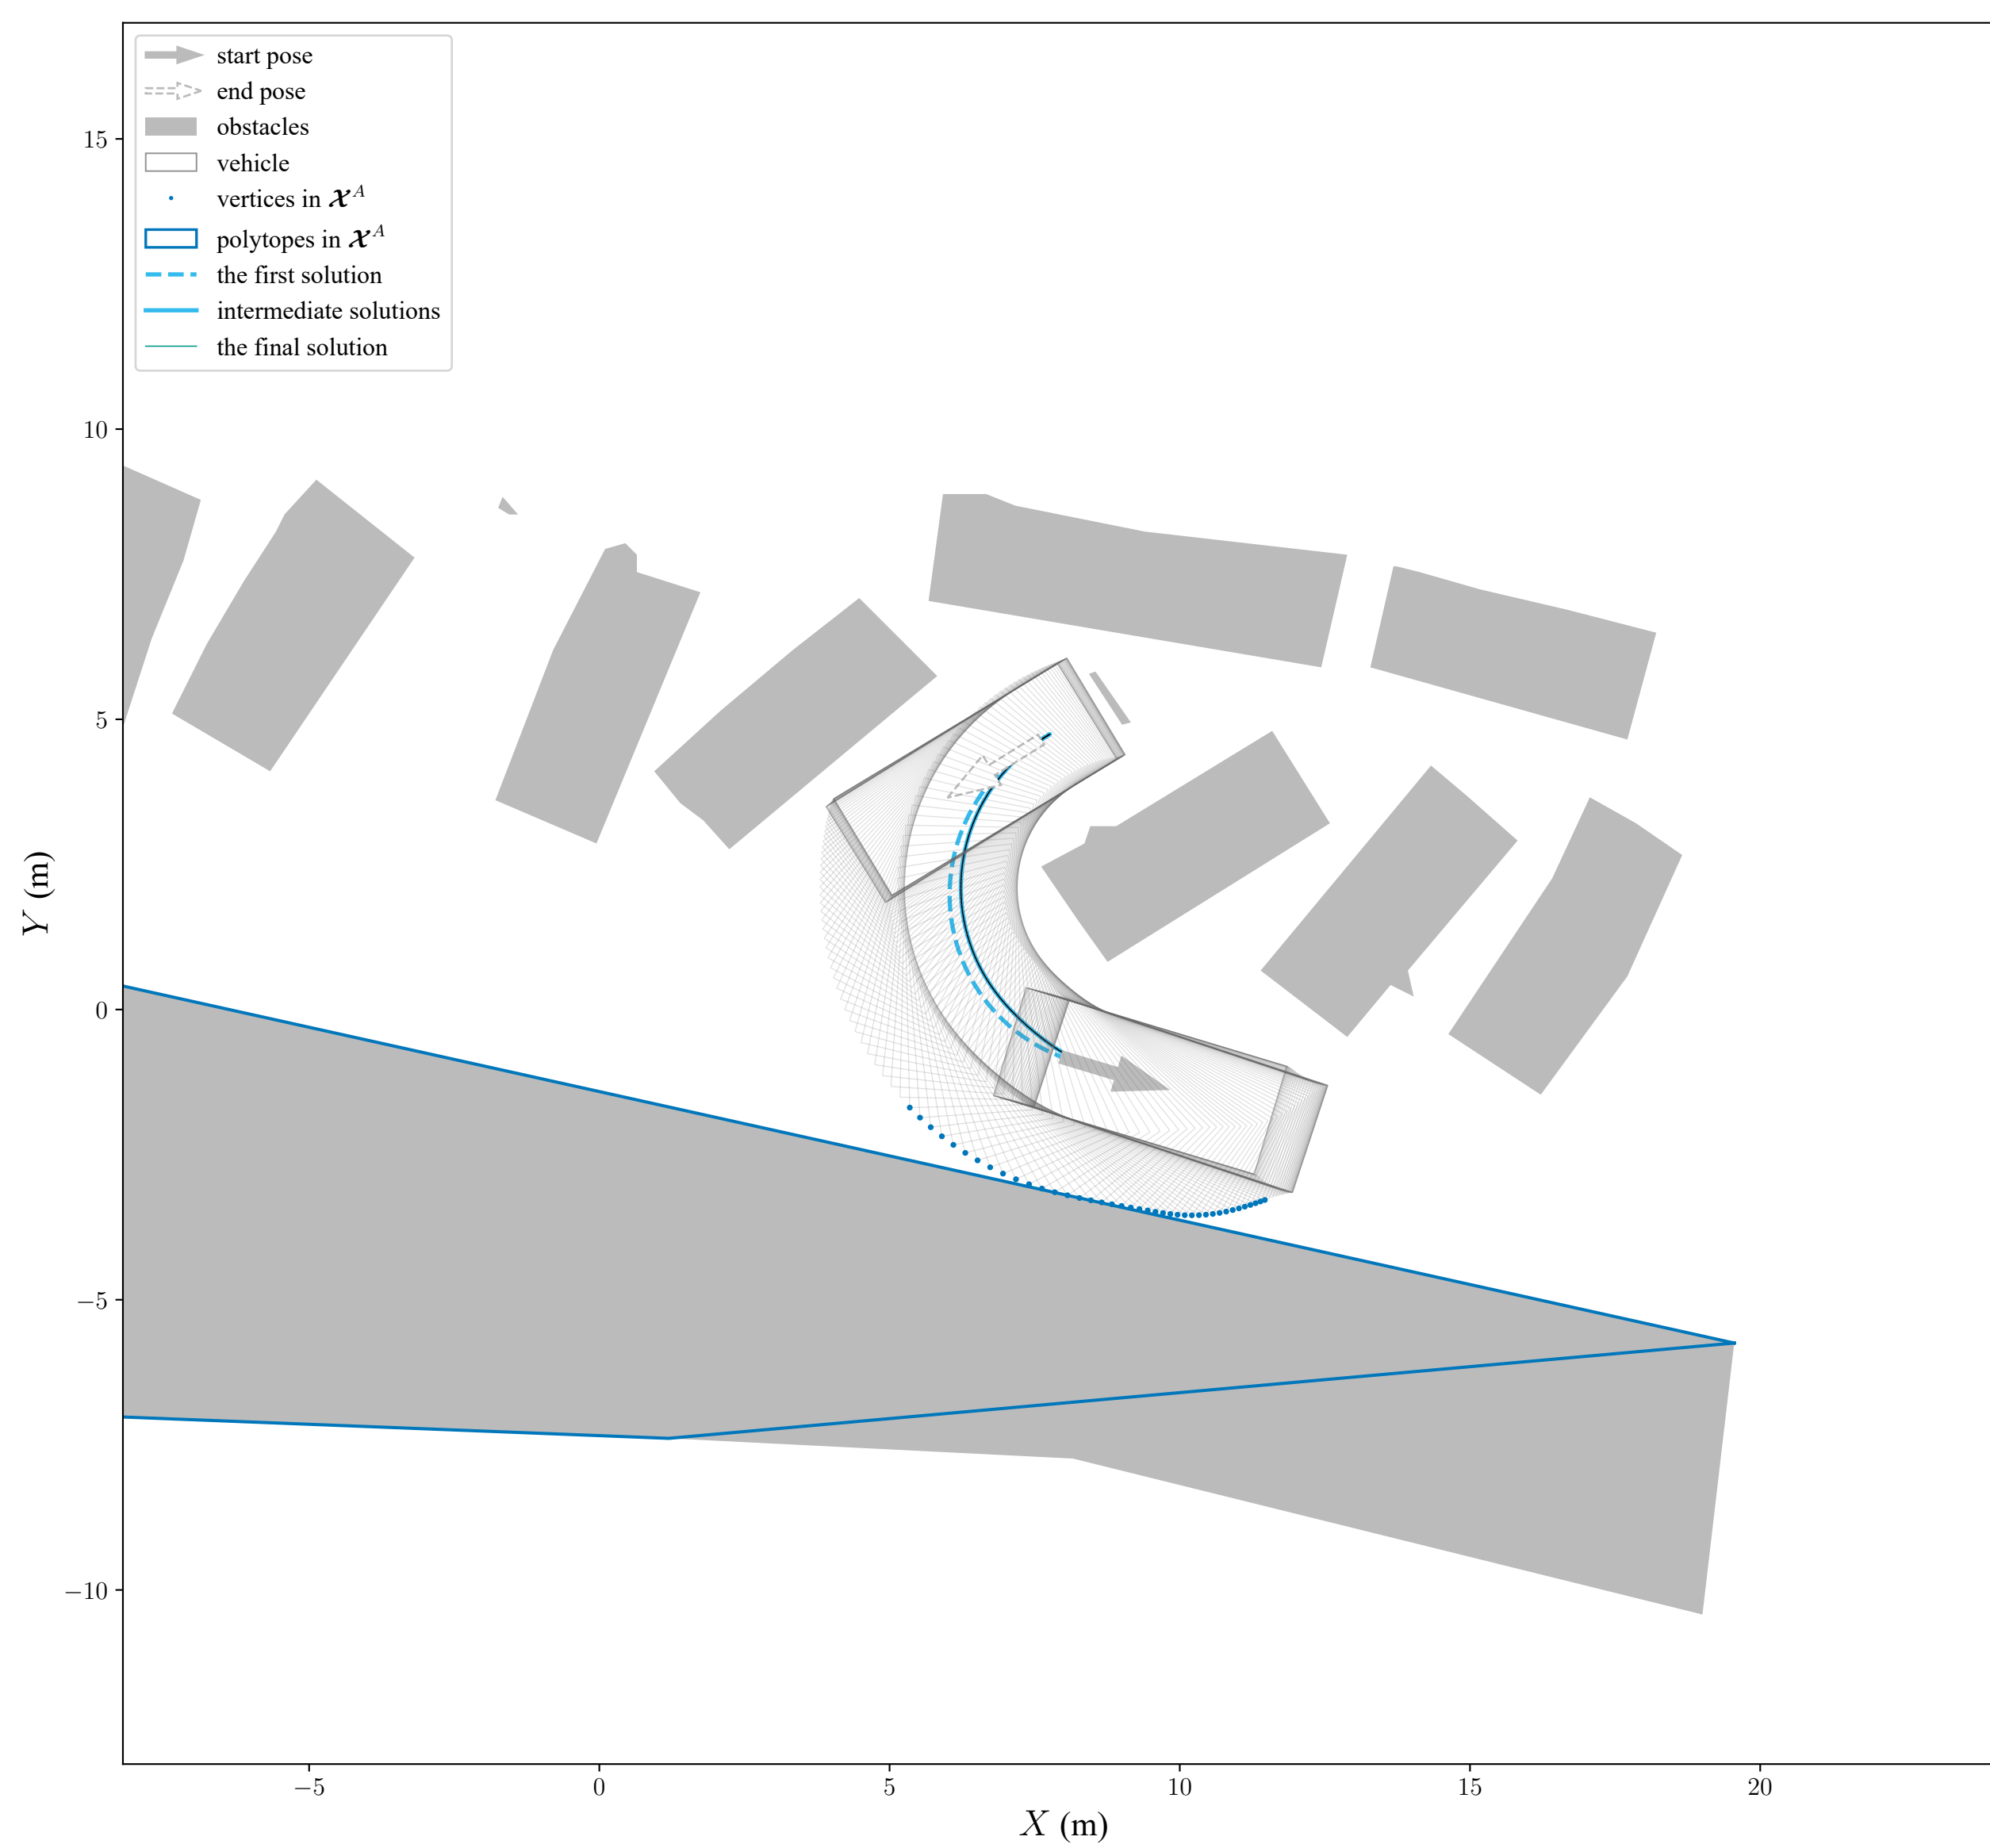 start pose
end pose
obstacles
vehicle
vertices in 𝓧^A
polytopes in 𝓧^A
the first solution
intermediate solutions
the final solution
15
10
5
0
−5
−10
Y (m)
−5 0 5 10 15 20
X (m)